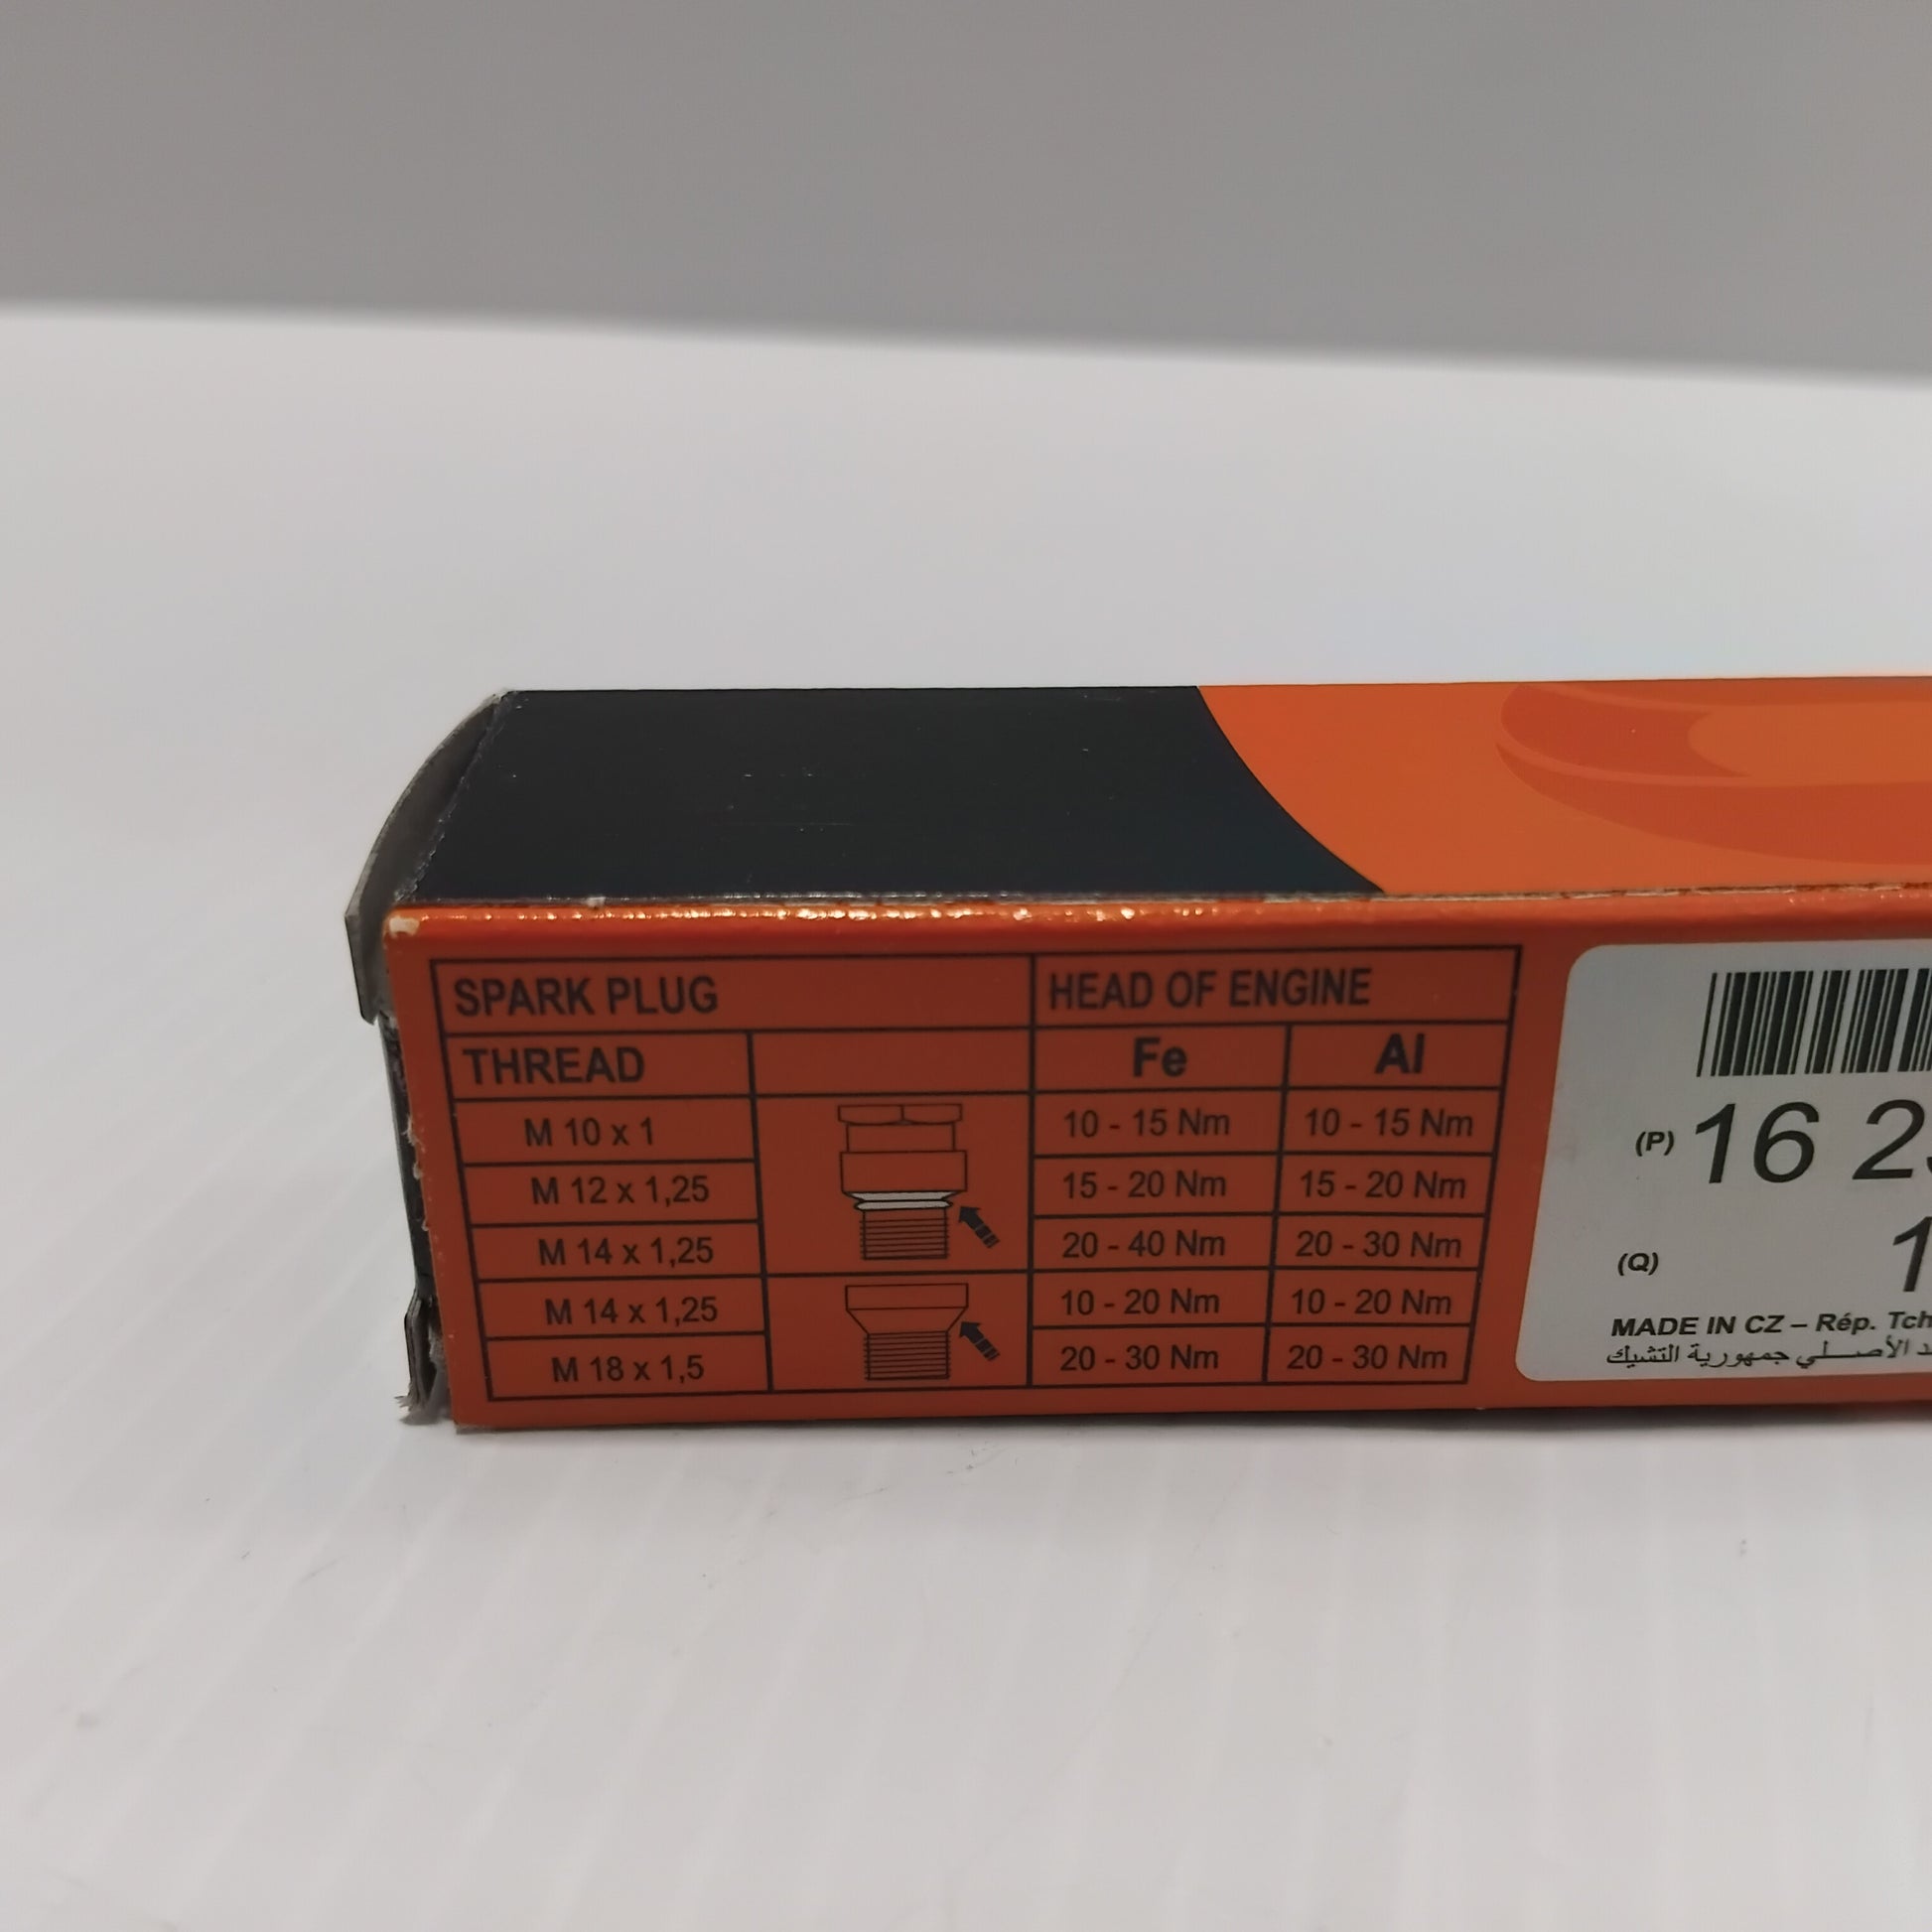 SPARK PLUG HEAD OF ENGINE
THREAD Fe Al
M 10 x 1 10 - 15 Nm 10 - 15 Nm
M 12 x 1,25 15 - 20 Nm 15 - 20 Nm
M 14 x 1,25 20 - 40 Nm 20 - 30 Nm
M 14 x 1,25 10 - 20 Nm 10 - 20 Nm
M 18 x 1,5 20 - 30 Nm 20 - 30 Nm
(P) 16
(Q) 1
MADE IN CZ – Rép.
الأصلي جمهورية التشيك